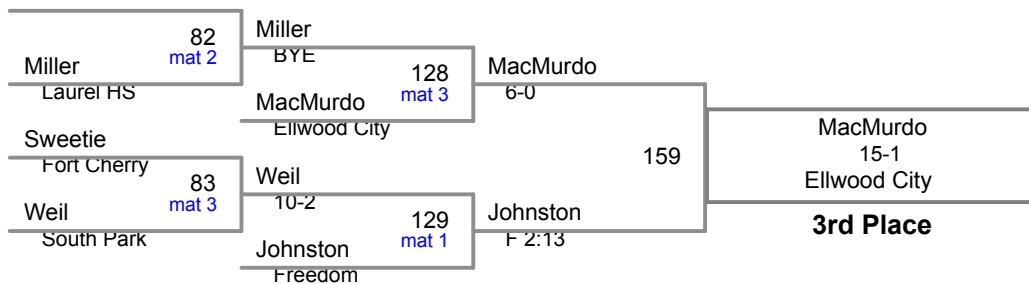 82
mat 2
Miller
Laurel HS
Sweetie
Fort Cherry
83
mat 3
Weil
South Park
Miller
BYE
128
mat 3
MacMurdo
Ellwood City
Weil
10-2
129
mat 1
Johnston
Freedom
MacMurdo
6-0
159
Johnston
F 2:13
MacMurdo
15-1
Ellwood City
3rd Place